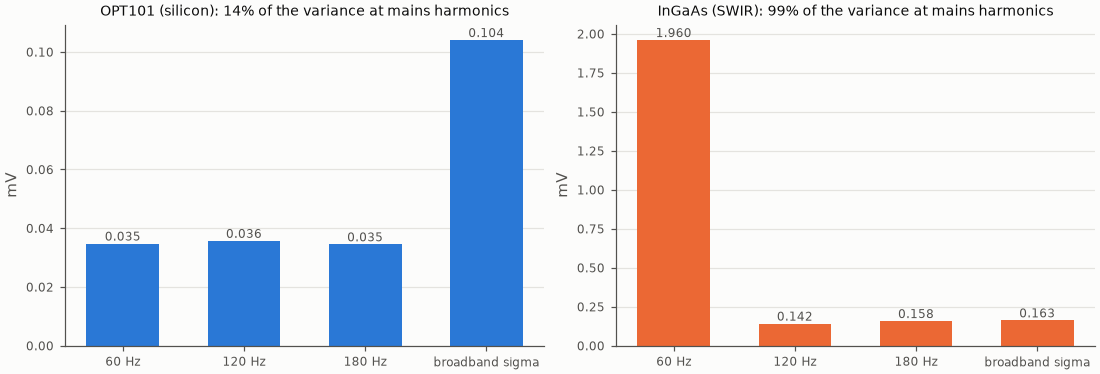 OPT101 (silicon): 14% of the variance at mains harmonics
mV
0.10
0.08
0.06
0.04
0.02
0.00
0.035
0.036
0.035
0.104
60 Hz
120 Hz
180 Hz
broadband sigma
InGaAs (SWIR): 99% of the variance at mains harmonics
mV
2.00
1.75
1.50
1.25
1.00
0.75
0.50
0.25
0.00
1.960
0.142
0.158
0.163
60 Hz
120 Hz
180 Hz
broadband sigma